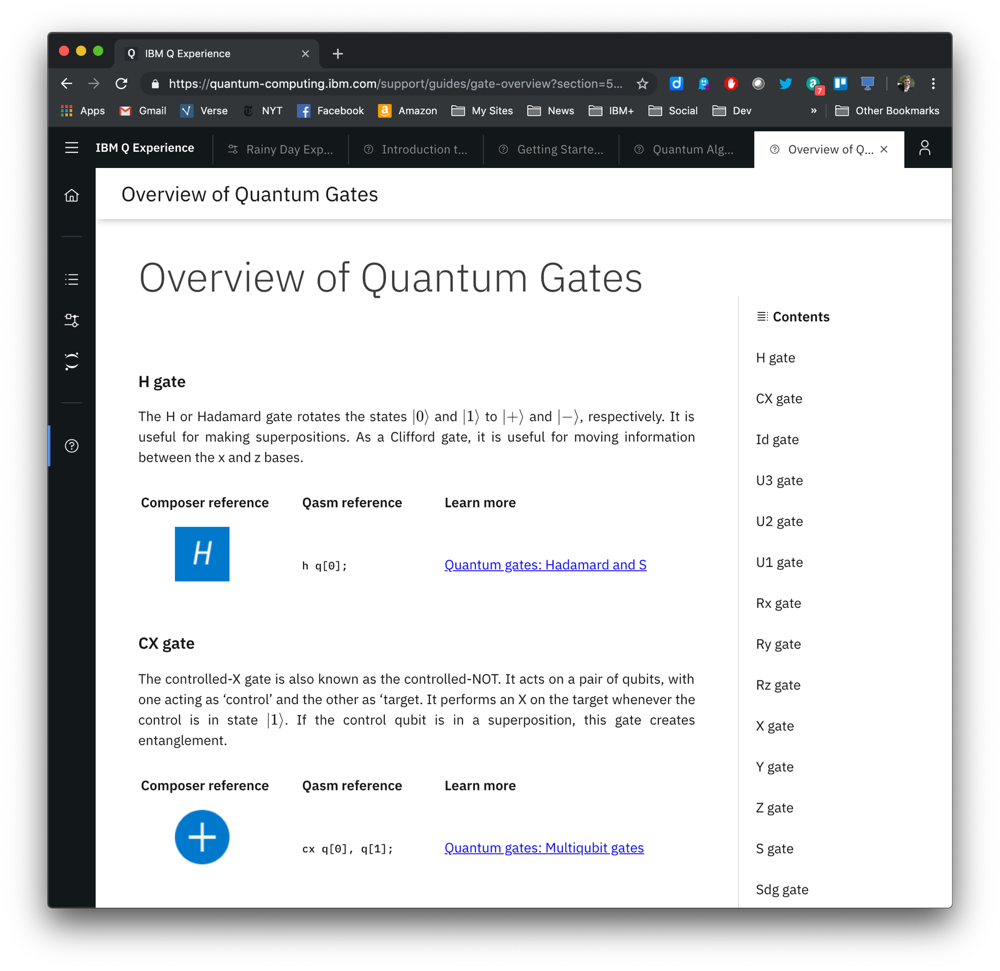 Q IBM Q Experience
https://quantum-computing.ibm.com/support/guides/gate-overview?section=5...
d
a
7
Apps Gmail Verse NYT Facebook Amazon My Sites News IBM+ Social Dev » Other Bookmarks
IBM Q Experience Rainy Day Exp... Introduction t... Getting Starte... Quantum Alg... Overview of Q...
Overview of Quantum Gates
Overview of Quantum Gates
H gate
The H or Hadamard gate rotates the states |0⟩ and |1⟩ to |+⟩ and |−⟩, respectively. It is
useful for making superpositions. As a Clifford gate, it is useful for moving information
between the x and z bases.
Composer reference Qasm reference Learn more
H
h q[0]; Quantum gates: Hadamard and S
CX gate
The controlled-X gate is also known as the controlled-NOT. It acts on a pair of qubits, with
one acting as ‘control’ and the other as ‘target. It performs an X on the target whenever the
control is in state |1⟩. If the control qubit is in a superposition, this gate creates
entanglement.
Composer reference Qasm reference Learn more
+
cx q[0], q[1]; Quantum gates: Multiqubit gates
Contents
H gate
CX gate
Id gate
U3 gate
U2 gate
U1 gate
Rx gate
Ry gate
Rz gate
X gate
Y gate
Z gate
S gate
Sdg gate